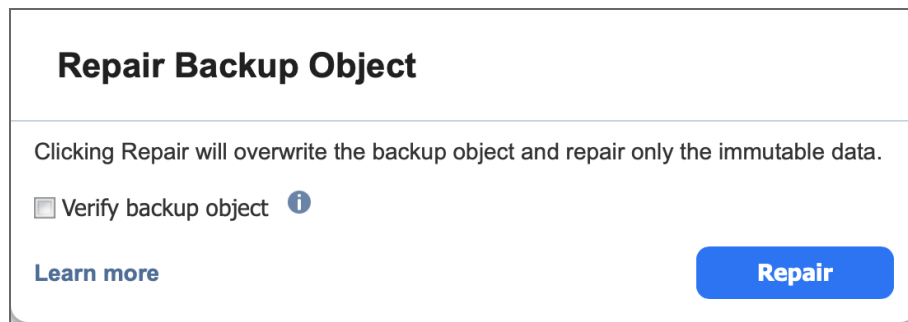 Repair Backup Object
Clicking Repair will overwrite the backup object and repair only the immutable data.
Verify backup object i
Learn more
Repair